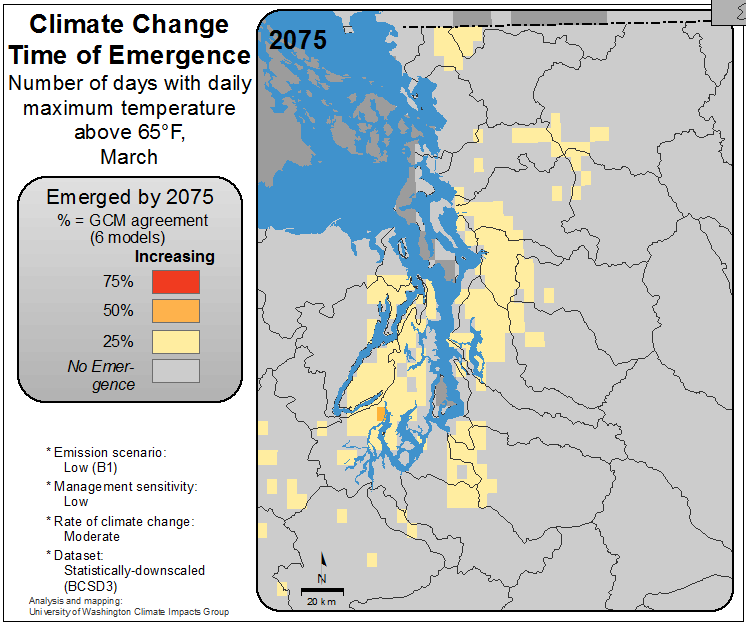 Climate Change
Time of Emergence
Number of days with daily
maximum temperature
above 65°F,
March
Emerged by 2075
% = GCM agreement
(6 models)
Increasing
75%
50%
25%
No Emer-
gence
* Emission scenario:
Low (B1)
* Management sensitivity:
Low
* Rate of climate change:
Moderate
* Dataset:
Statistically-downscaled
(BCSD3)
Analysis and mapping:
University of Washington Climate Impacts Group
2075
N
20 km